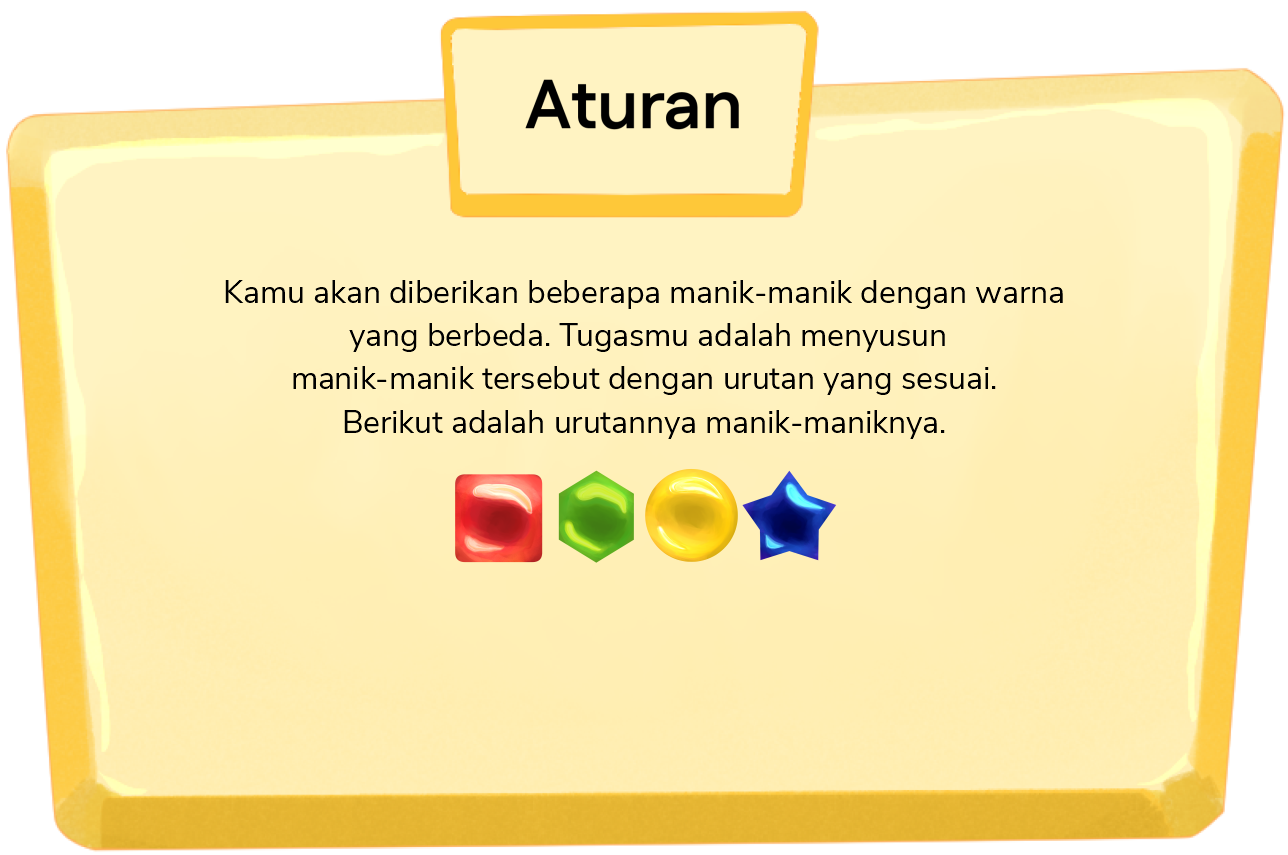 Aturan
Kamu akan diberikan beberapa manik-manik dengan warna
yang berbeda. Tugasmu adalah menyusun
manik-manik tersebut dengan urutan yang sesuai.
Berikut adalah urutannya manik-maniknya.